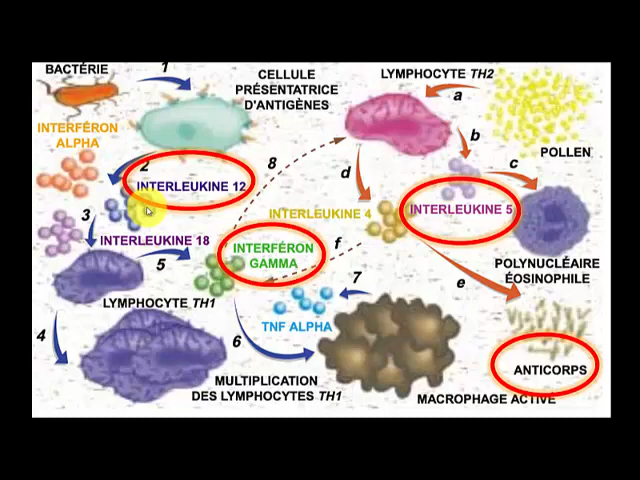 BACTÉRIE
1
CELLULE
PRÉSENTATRICE
D'ANTIGÈNES
LYMPHOCYTE TH2
a
POLLEN
INTERFÉRON
ALPHA
2
INTERLEUKINE 12
8
b
c
d
3
INTERLEUKINE 18
INTERLEUKINE 4
INTERLEUKINE 5
5
INTERFÉRON
GAMMA
f
POLYNUCLÉAIRE
ÉOSINOPHILE
e
LYMPHOCYTE TH1
7
TNF ALPHA
4
6
ANTICORPS
MULTIPLICATION
DES LYMPHOCYTES TH1
MACROPHAGE ACTIVÉ